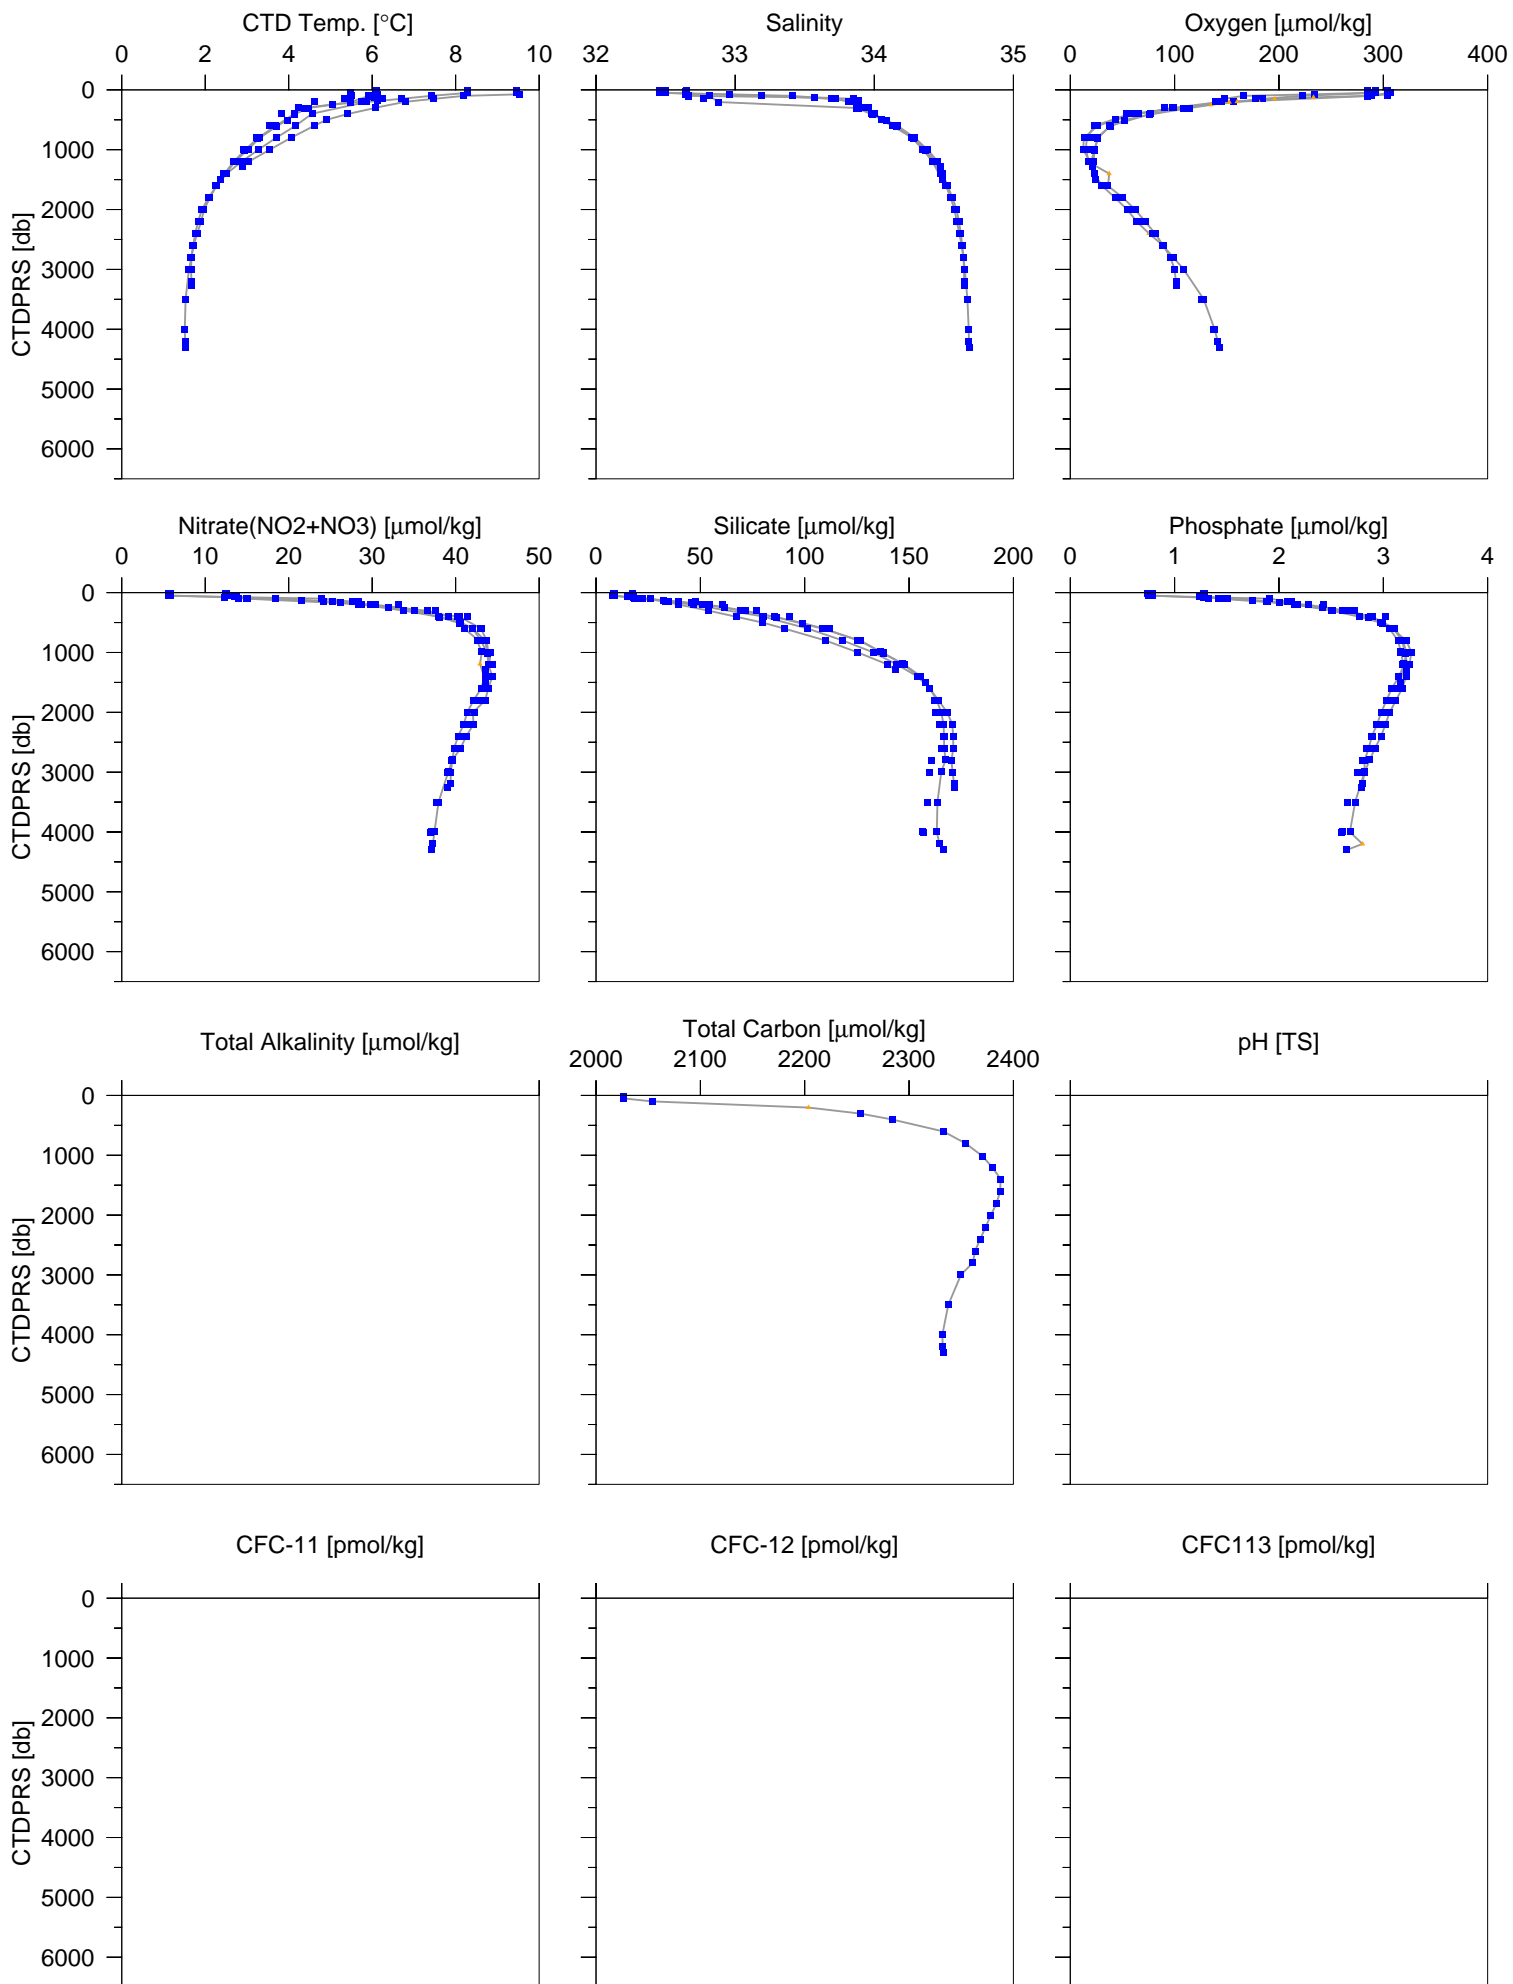 CTD Temp. [°C] Salinity Oxygen [μmol/kg]
0 2 4 6 8 10 32 33 34 35 0 100 200 300 400
0
1000
2000
3000
4000
5000
6000
CTDPRS [db]
Nitrate(NO2+NO3) [μmol/kg] Silicate [μmol/kg] Phosphate [μmol/kg]
0 10 20 30 40 50 0 50 100 150 200 0 1 2 3 4
0
1000
2000
3000
4000
5000
6000
CTDPRS [db]
Total Alkalinity [μmol/kg] Total Carbon [μmol/kg] pH [TS]
2000 2100 2200 2300 2400
0
1000
2000
3000
4000
5000
6000
CTDPRS [db]
CFC-11 [pmol/kg] CFC-12 [pmol/kg] CFC113 [pmol/kg]
0
1000
2000
3000
4000
5000
6000
CTDPRS [db]